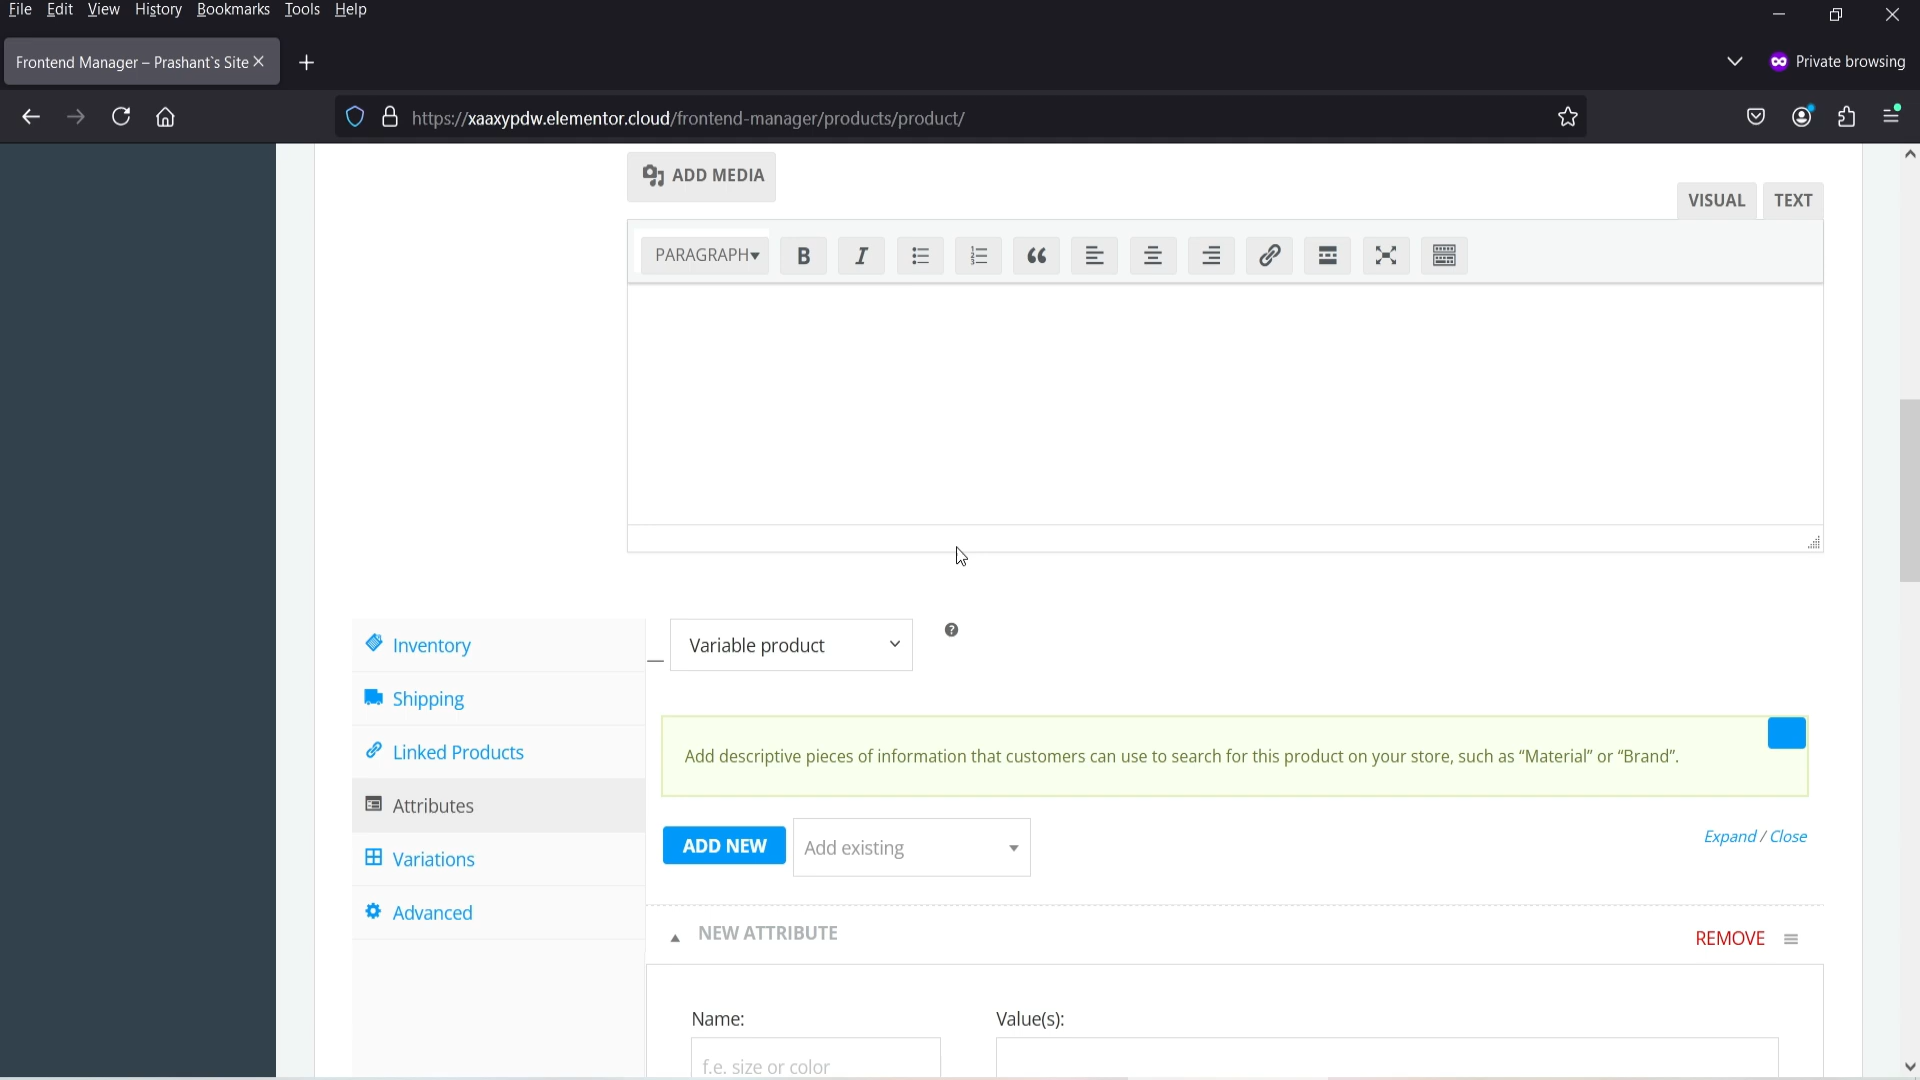 File Edit View History Bookmarks Tools Help
Frontend Manager – Prashant`s Site
Private browsing
https://xaaxypdw.elementor.cloud/frontend-manager/products/product/
ADD MEDIA
VISUAL TEXT
PARAGRAPH
Inventory
Variable product
Shipping
Add descriptive pieces of information that customers can use to search for this product on your store, such as “Material” or “Brand”.
Linked Products
Attributes
ADD NEW Add existing Expand / Close
Variations
Advanced
NEW ATTRIBUTE REMOVE
Name: Value(s):
f.e. size or color